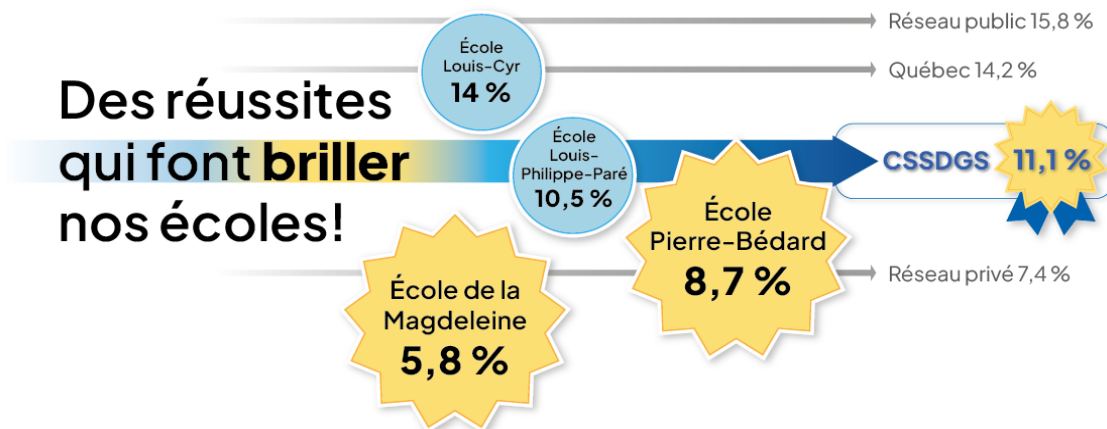 Des réussites
qui font briller
nos écoles!
École
Louis-Cyr
14 %
École
Louis-
Philippe-Paré
10,5 %
École de la
Magdeleine
5,8 %
École
Pierre-Bédard
8,7 %
Réseau public 15,8 %
Québec 14,2 %
CSSDGS 11,1 %
Réseau privé 7,4 %